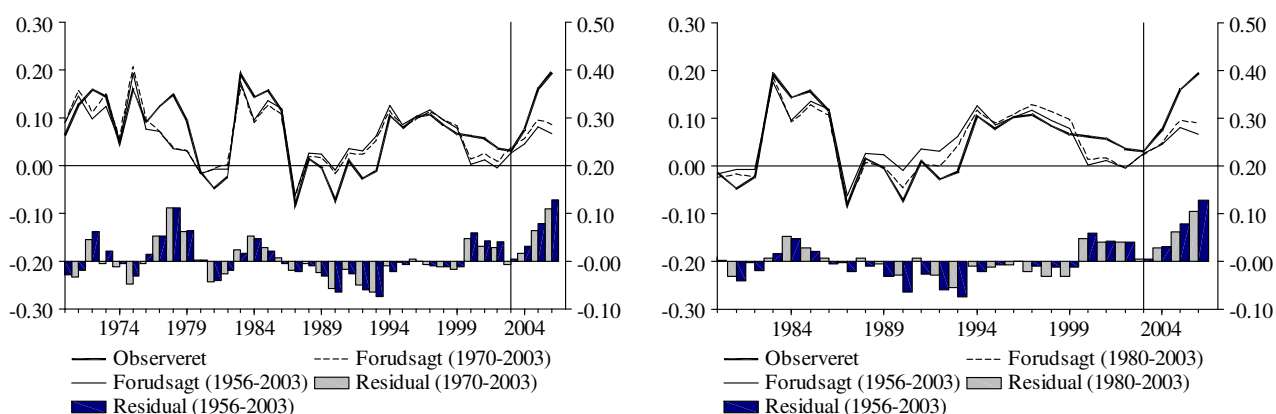 0.30
0.20
0.10
0.00
-0.10
-0.20
-0.30
0.50
0.40
0.30
0.20
0.10
-0.00
-0.10
1974 1979 1984 1989 1994 1999 2004
Observeret
Forudsagt (1970-2003)
Forudsagt (1956-2003)
Residual (1970-2003)
Residual (1956-2003)
0.30
0.20
0.10
0.00
-0.10
-0.20
-0.30
0.50
0.40
0.30
0.20
0.10
-0.00
-0.10
1984 1989 1994 1999 2004
Observeret
Forudsagt (1980-2003)
Forudsagt (1956-2003)
Residual (1980-2003)
Residual (1956-2003)